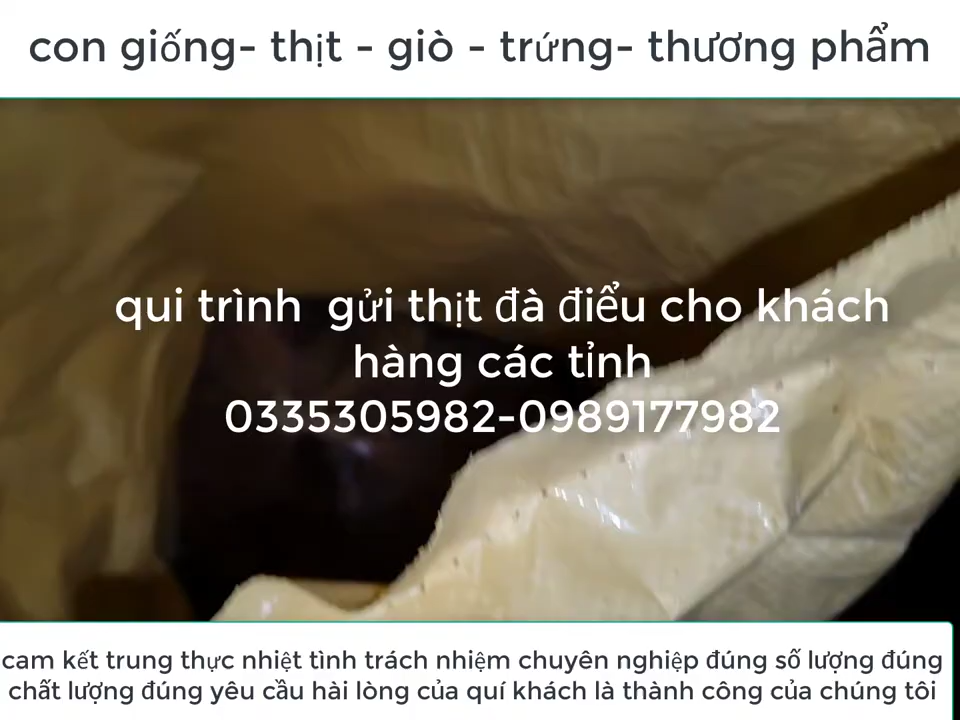 con giống- thịt - giò - trứng- thương phẩm
qui trình gửi thịt đà điểu cho khách
hàng các tỉnh
0335305982-0989177982
cam kết trung thực nhiệt tình trách nhiệm chuyên nghiệp đúng số lượng đúng
chất lượng đúng yêu cầu hài lòng của quí khách là thành công của chúng tôi